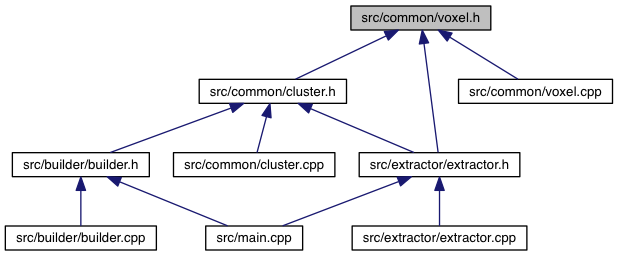 src/common/voxel.h
src/common/cluster.h
src/common/voxel.cpp
src/builder/builder.h
src/common/cluster.cpp
src/extractor/extractor.h
src/builder/builder.cpp
src/main.cpp
src/extractor/extractor.cpp